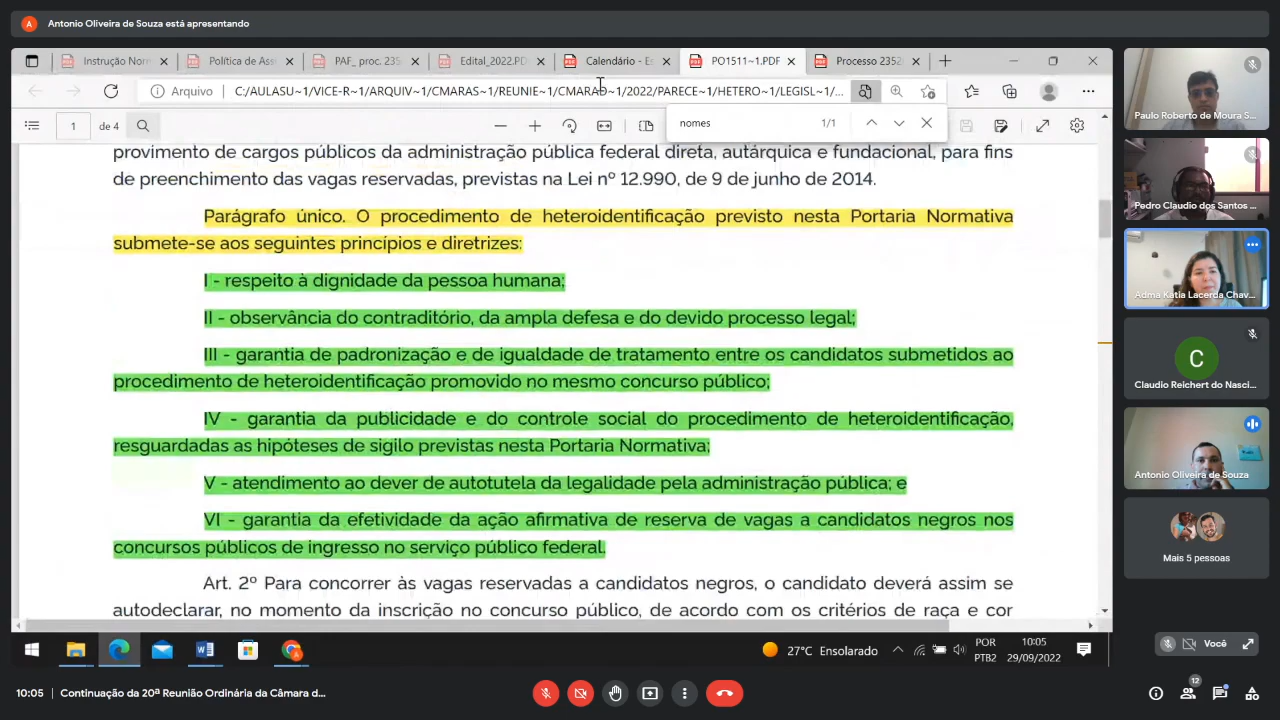 Antonio Oliveira de Souza está apresentando
Instrução Norm
Política de Ass
PAF_ proc. 235
Edital_2022.PD
Calendário - Es
PO1511~1.PDF
Processo 2352
Arquivo
C:/AULASU~1/VICE-R~1/ARQUIV~1/CMARAS~1/REUNIE~1/CMARAD~1/2022/PARECE~1/HETERO~1/LEGISL~1/...
nomes
1/1
1
de 4
provimento de cargos públicos da administração pública federal direta, autárquica e fundacional, para fins
de preenchimento das vagas reservadas, previstas na Lei nº 12.990, de 9 de junho de 2014.
Parágrafo único. O procedimento de heteroidentificação previsto nesta Portaria Normativa
submete-se aos seguintes princípios e diretrizes:
I - respeito à dignidade da pessoa humana;
II - observância do contraditório, da ampla defesa e do devido processo legal;
III - garantia de padronização e de igualdade de tratamento entre os candidatos submetidos ao
procedimento de heteroidentificação promovido no mesmo concurso público;
IV - garantia da publicidade e do controle social do procedimento de heteroidentificação,
resguardadas as hipóteses de sigilo previstas nesta Portaria Normativa;
V - atendimento ao dever de autotutela da legalidade pela administração pública; e
VI - garantia da efetividade da ação afirmativa de reserva de vagas a candidatos negros nos
concursos públicos de ingresso no serviço público federal.
Art. 2º Para concorrer às vagas reservadas a candidatos negros, o candidato deverá assim se
autodeclarar, no momento da inscrição no concurso público, de acordo com os critérios de raça e cor
27°C Ensolarado
POR
PTB2
10:05
29/09/2022
Paulo Roberto de Moura S...
Pedro Claudio dos Santos ...
Adma Katia Lacerda Chav...
C
Claudio Reichert do Nasci...
Antonio Oliveira de Souza
Mais 5 pessoas
Você
10:05
Continuação da 20ª Reunião Ordinária da Câmara d...
12